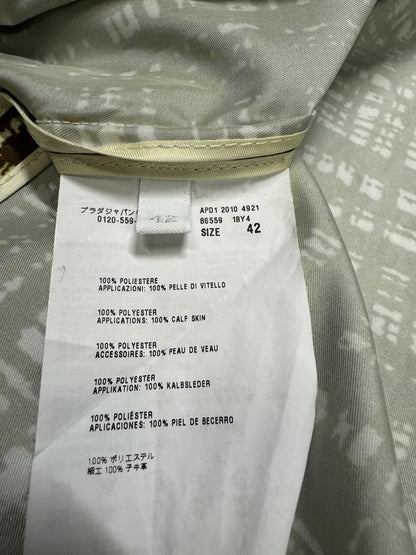 プラダジャパン
APD1 2010 4921
0120-559-
86559 1BY4
SIZE 42
100% POLIESTERE
APPLICAZIONI: 100% PELLE DI VITELLO
100% POLYESTER
APPLICATIONS: 100% CALF SKIN
100% POLYESTER
ACCESSOIRES: 100% PEAU DE VEAU
100% POLYESTER
APPLIKATION: 100% KALBSLEDER
100% POLIÉSTER
APLICACIONES: 100% PIEL DE BECERRO
100% ポリエステル
細工 100% 子牛革